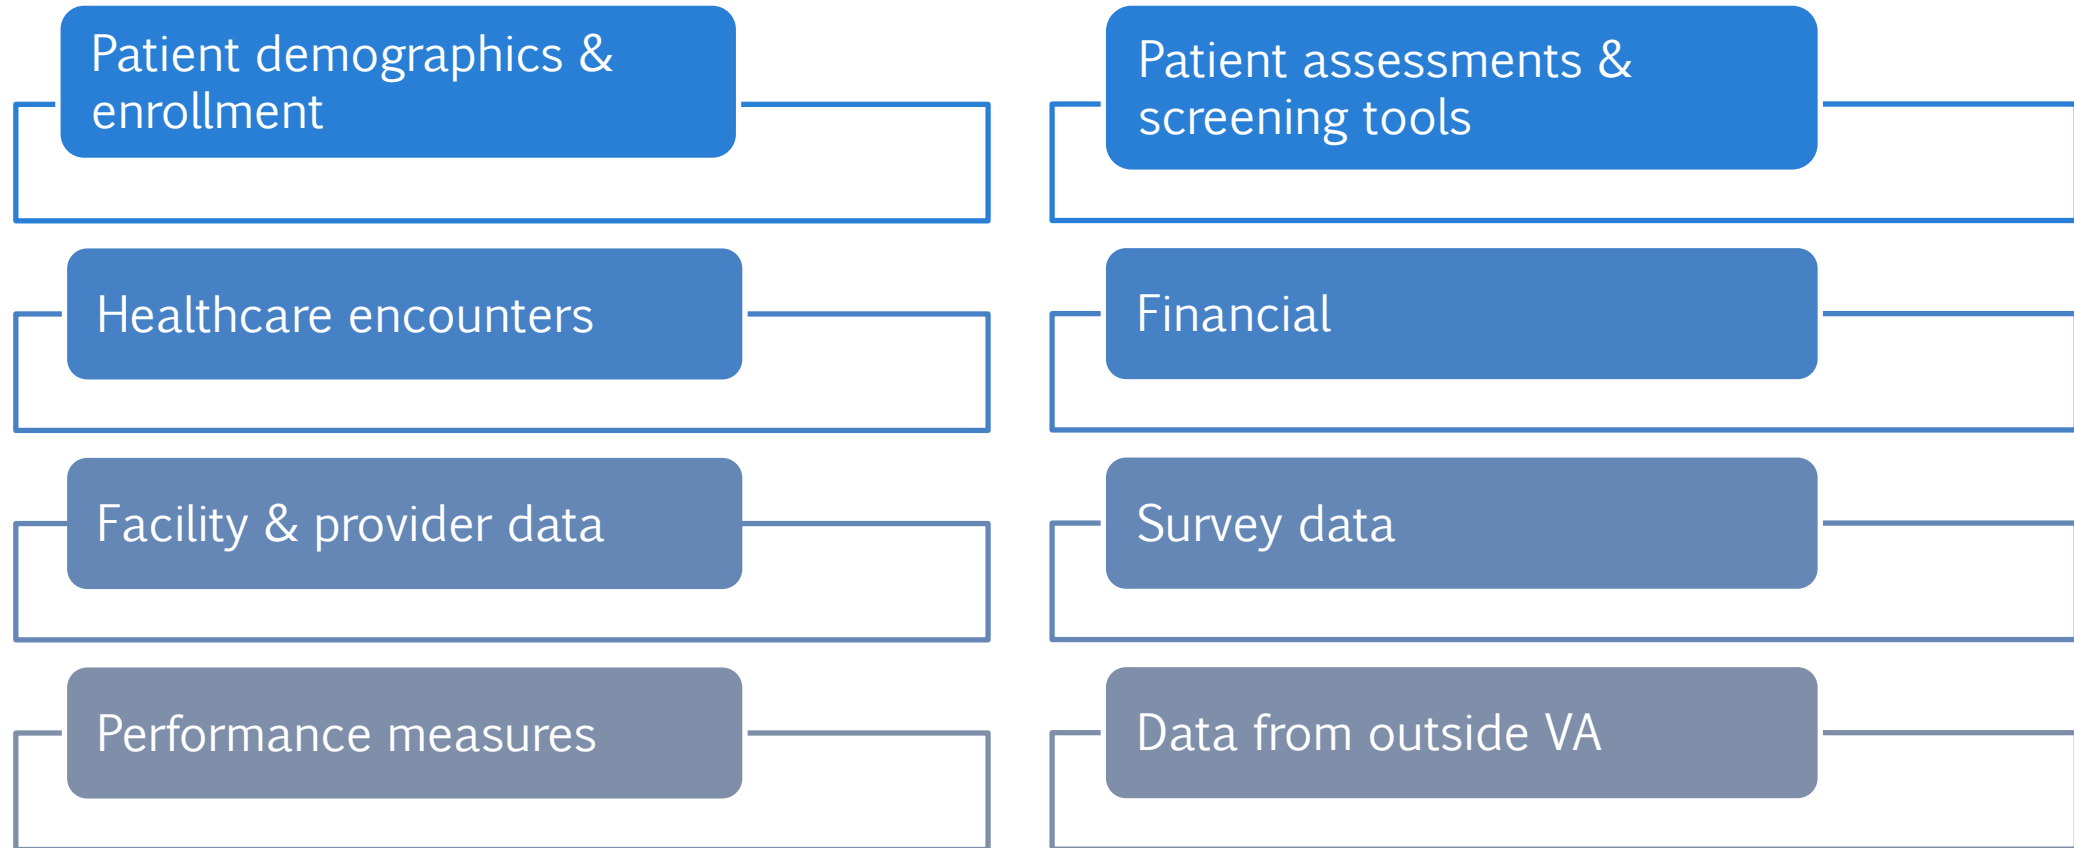 Patient demographics &
enrollment
Healthcare encounters
Facility & provider data
Performance measures
Patient assessments &
screening tools
Financial
Survey data
Data from outside VA